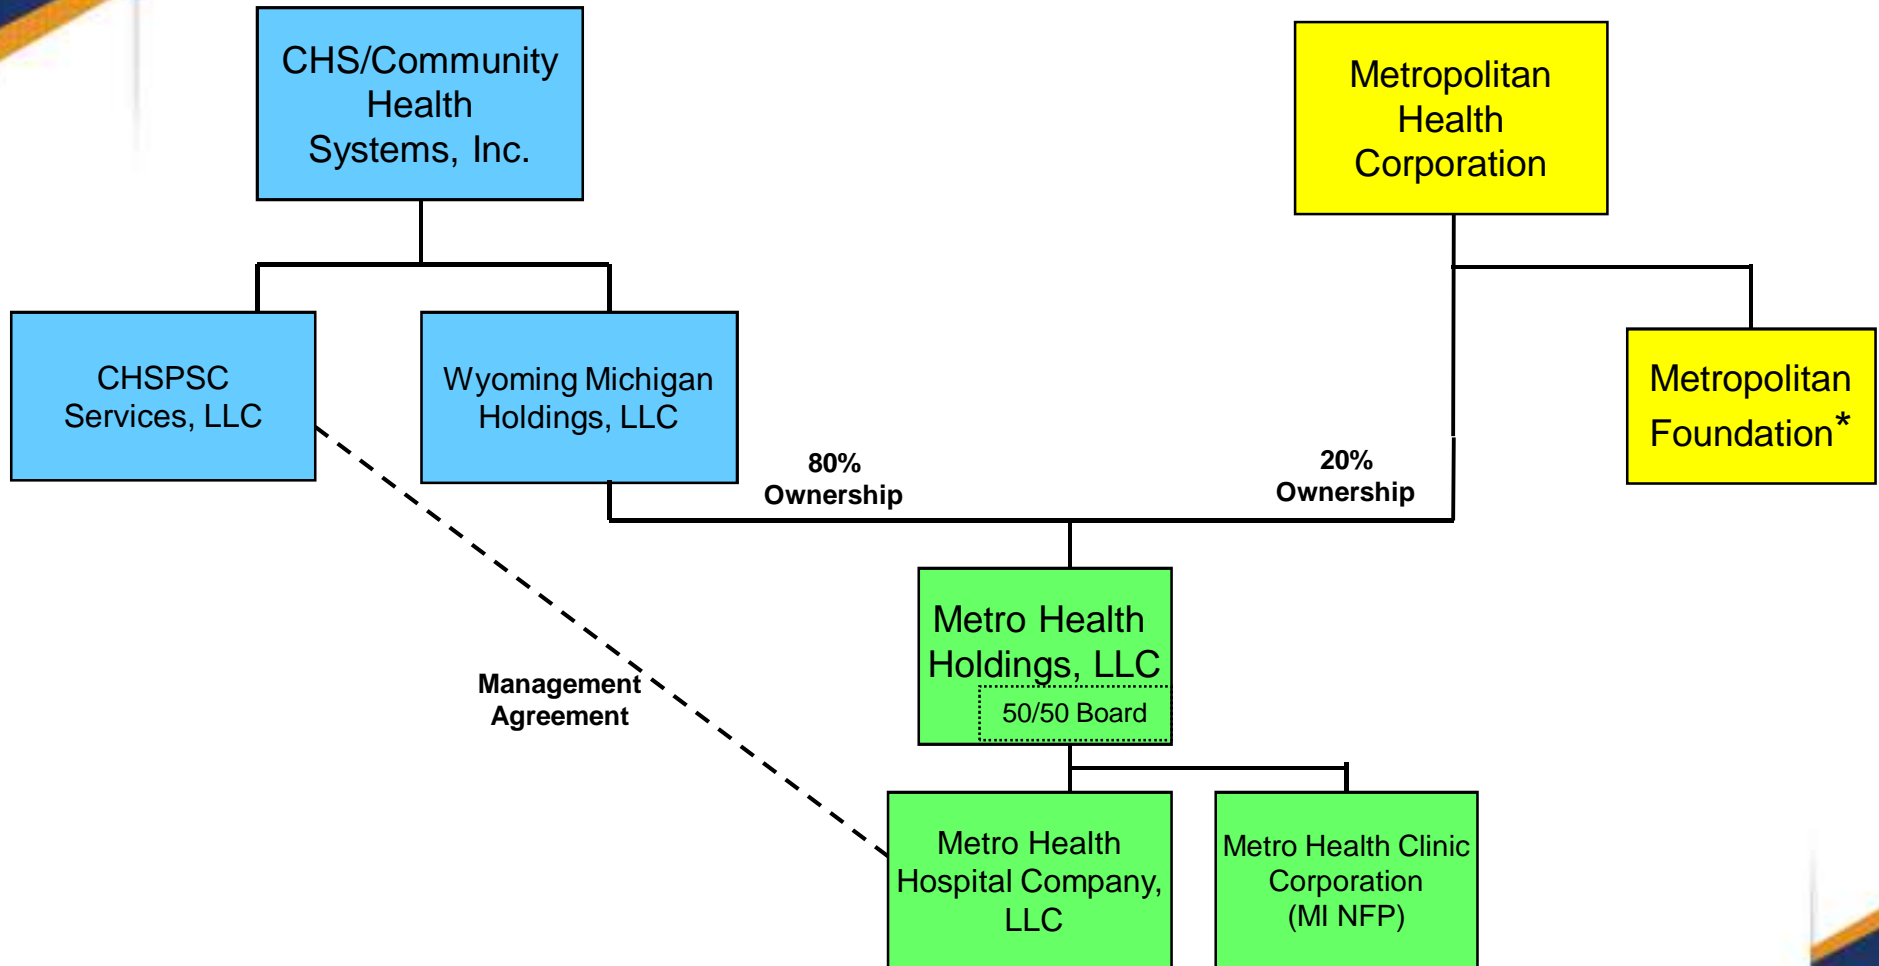 CHS/Community
Health
Systems, Inc.
Metropolitan
Health
Corporation
CHSPSC
Services, LLC
Wyoming Michigan
Holdings, LLC
Metropolitan
Foundation*
80%
Ownership
20%
Ownership
Metro Health
Holdings, LLC
50/50 Board
Management
Agreement
Metro Health
Hospital Company,
LLC
Metro Health Clinic
Corporation
(MI NFP)